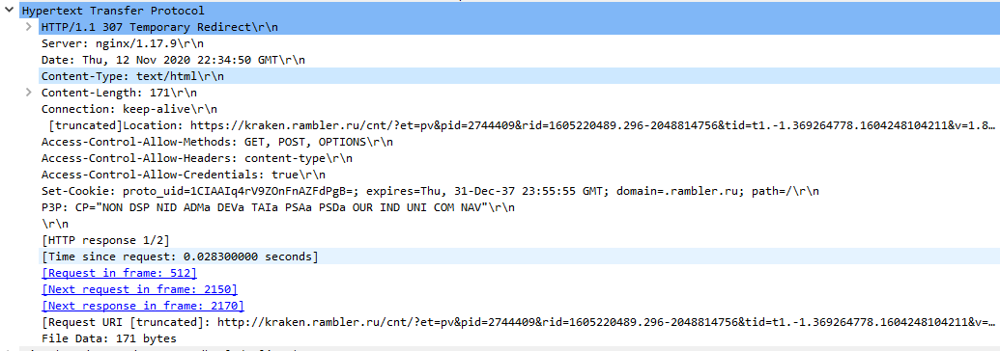 Hypertext Transfer Protocol
HTTP/1.1 307 Temporary Redirect\r\n
Server: nginx/1.17.9\r\n
Date: Thu, 12 Nov 2020 22:34:50 GMT\r\n
Content-Type: text/html\r\n
Content-Length: 171\r\n
Connection: keep-alive\r\n
[truncated]Location: https://kraken.rambler.ru/cnt/?et=pv&pid=2744409&rid=1605220489.296-2048814756&tid=t1.-1.369264778.1604248104211&v=1.8…
Access-Control-Allow-Methods: GET, POST, OPTIONS\r\n
Access-Control-Allow-Headers: content-type\r\n
Access-Control-Allow-Credentials: true\r\n
Set-Cookie: proto_uid=1CIAAIq4rV9ZOnFnAZFdPgB=; expires=Thu, 31-Dec-37 23:55:55 GMT; domain=.rambler.ru; path=/\r\n
P3P: CP="NON DSP NID ADMa DEVa TAIa PSAa PSDa OUR IND UNI COM NAV"\r\n
\r\n
[HTTP response 1/2]
[Time since request: 0.028300000 seconds]
[Request in frame: 512]
[Next request in frame: 2150]
[Next response in frame: 2170]
[Request URI [truncated]: http://kraken.rambler.ru/cnt/?et=pv&pid=2744409&rid=1605220489.296-2048814756&tid=t1.-1.369264778.1604248104211&v=…
File Data: 171 bytes